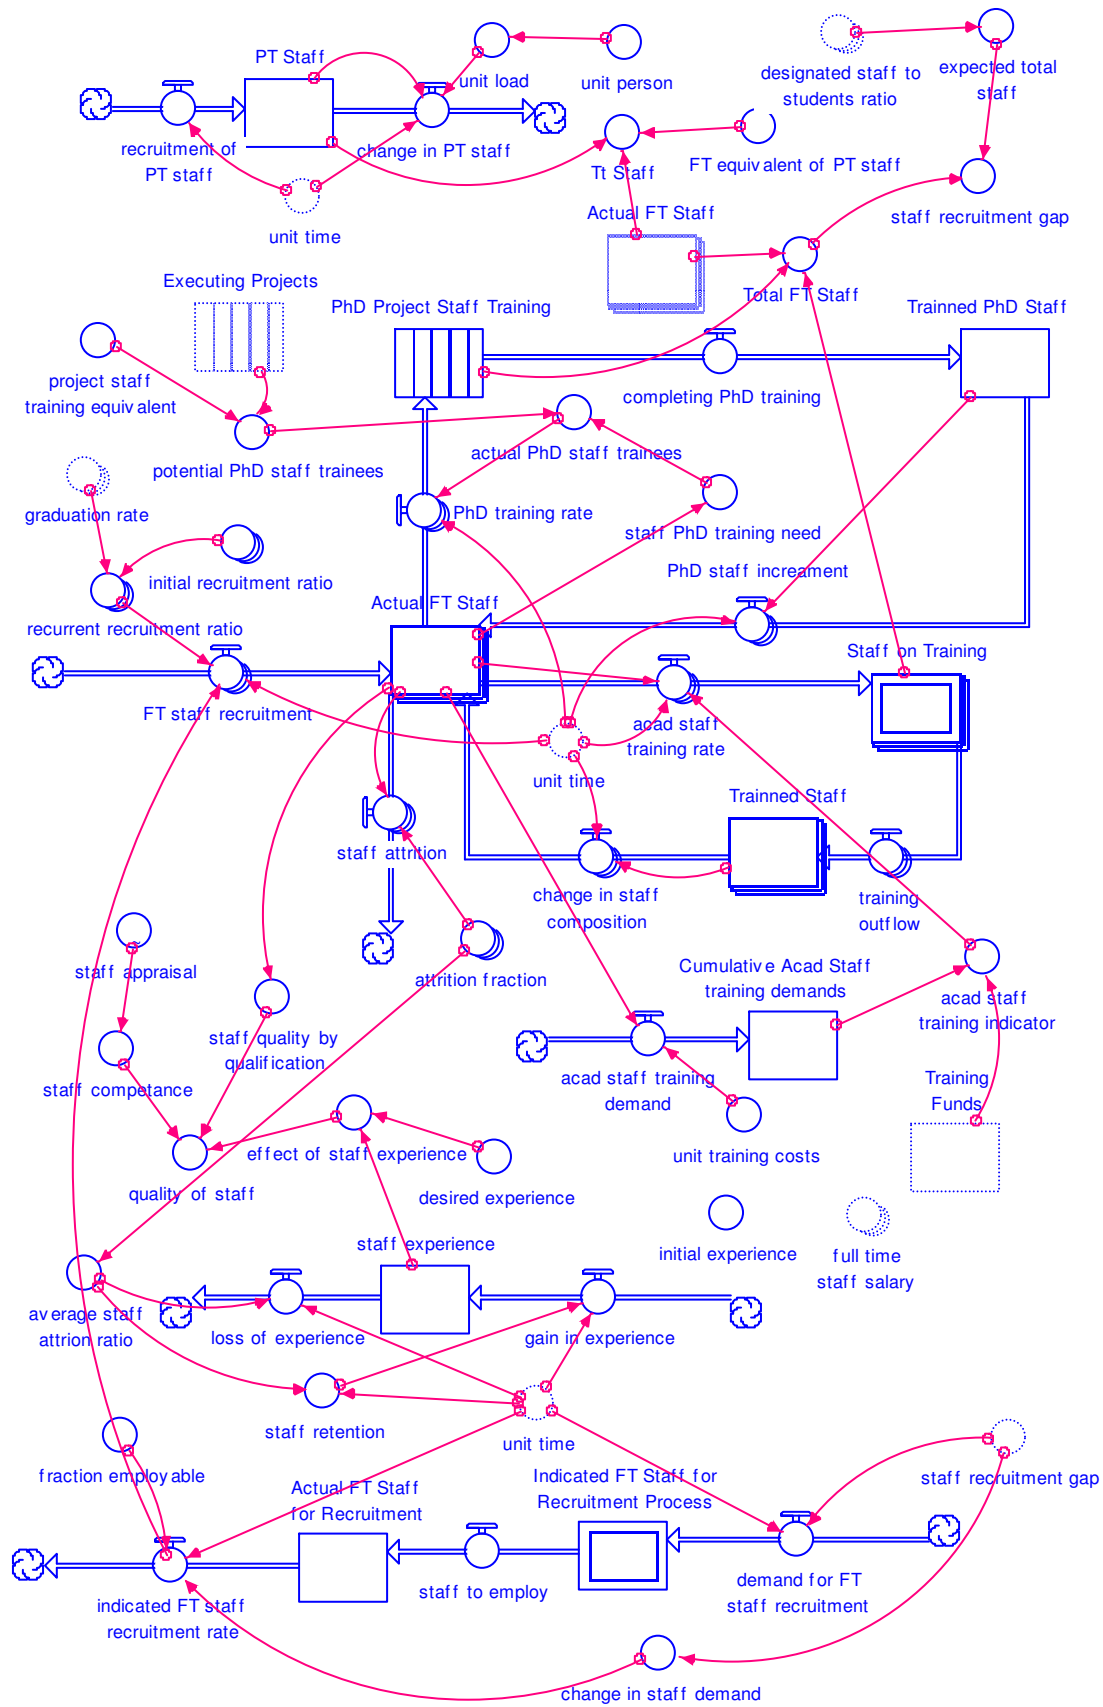 PT Staff
unit load
unit person
designated staff to
students ratio
expected total
staff
recruitment of
PT staff
change in PT staff
Tt Staff
FT equivalent of PT staff
unit time
Actual FT Staff
staff recruitment gap
Executing Projects
PhD Project Staff Training
Total FT Staff
Trainned PhD Staff
project staff
training equivalent
completing PhD training
potential PhD staff trainees
actual PhD staff trainees
graduation rate
PhD training rate
staff PhD training need
initial recruitment ratio
PhD staff increament
recurrent recruitment ratio
Actual FT Staff
Staff on Training
FT staff recruitment
acad staff
training rate
unit time
Trainned Staff
staff attrition
change in staff
composition
training
outflow
staff appraisal
attrition fraction
Cumulative Acad Staff
training demands
acad staff
training indicator
staff quality by
qualification
staff competance
acad staff training
demand
Training
Funds
effect of staff experience
unit training costs
quality of staff
desired experience
staff experience
initial experience
full time
staff salary
average staff
attrion ratio
loss of experience
gain in experience
staff retention
unit time
fraction employable
Actual FT Staff
for Recruitment
Indicated FT Staff for
Recruitment Process
staff recruitment gap
staff to employ
demand for FT
staff recruitment
indicated FT staff
recruitment rate
change in staff demand